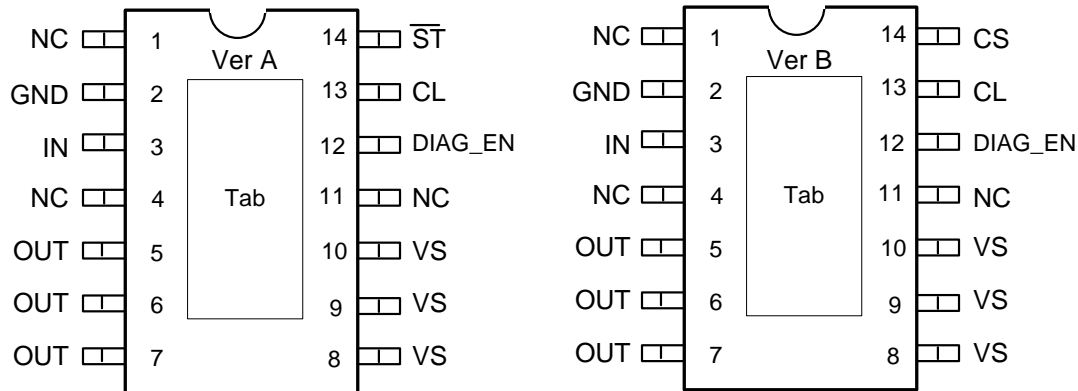 NC 1 14 S̅T̅ NC 1 14 CS
Ver A Ver B
GND 2 13 CL GND 2 13 CL
IN 3 12 DIAG_EN IN 3 12 DIAG_EN
NC 4 Tab 11 NC NC 4 Tab 11 NC
OUT 5 10 VS OUT 5 10 VS
OUT 6 9 VS OUT 6 9 VS
OUT 7 8 VS OUT 7 8 VS